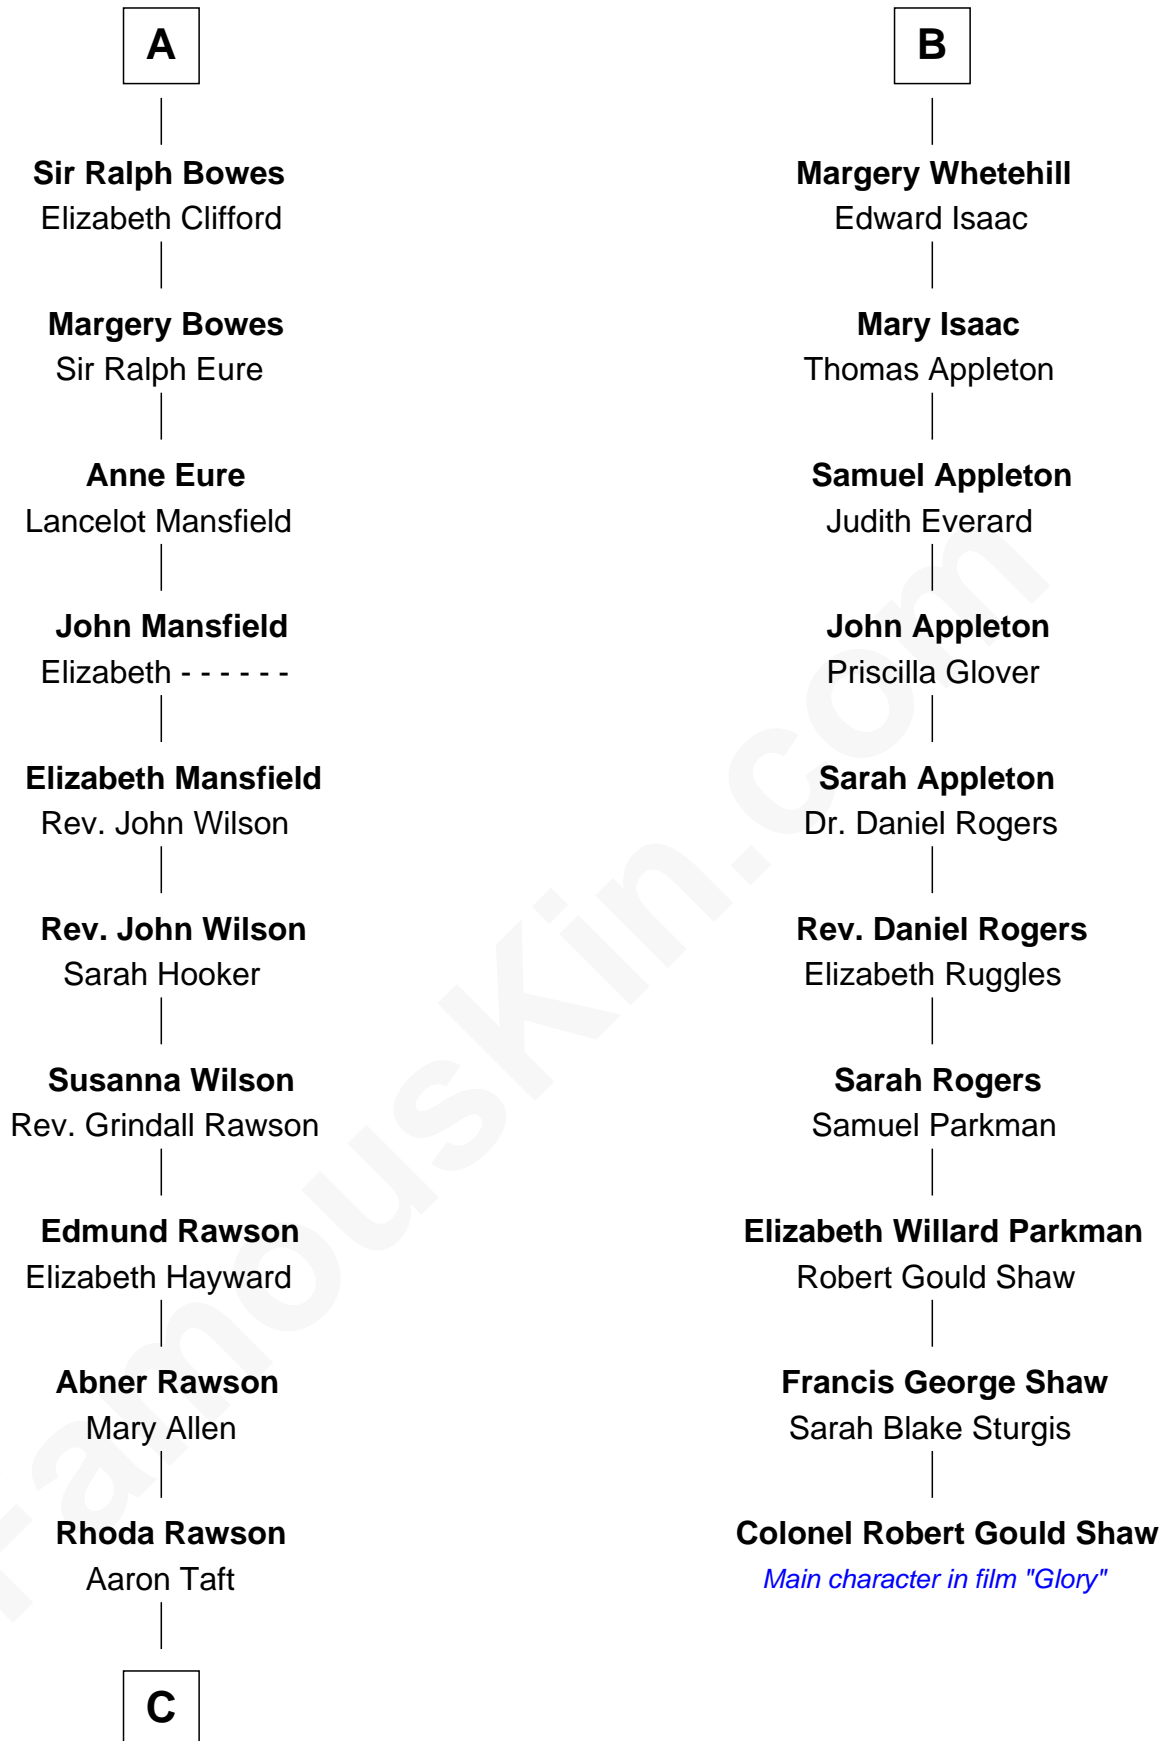 A
Sir Ralph Bowes
Elizabeth Clifford
Margery Bowes
Sir Ralph Eure
Anne Eure
Lancelot Mansfield
John Mansfield
Elizabeth - - - - - -
Elizabeth Mansfield
Rev. John Wilson
Rev. John Wilson
Sarah Hooker
Susanna Wilson
Rev. Grindall Rawson
Edmund Rawson
Elizabeth Hayward
Abner Rawson
Mary Allen
Rhoda Rawson
Aaron Taft
C
B
Margery Whetehill
Edward Isaac
Mary Isaac
Thomas Appleton
Samuel Appleton
Judith Everard
John Appleton
Priscilla Glover
Sarah Appleton
Dr. Daniel Rogers
Rev. Daniel Rogers
Elizabeth Ruggles
Sarah Rogers
Samuel Parkman
Elizabeth Willard Parkman
Robert Gould Shaw
Francis George Shaw
Sarah Blake Sturgis
Colonel Robert Gould Shaw
Main character in film "Glory"
FamousKin.com